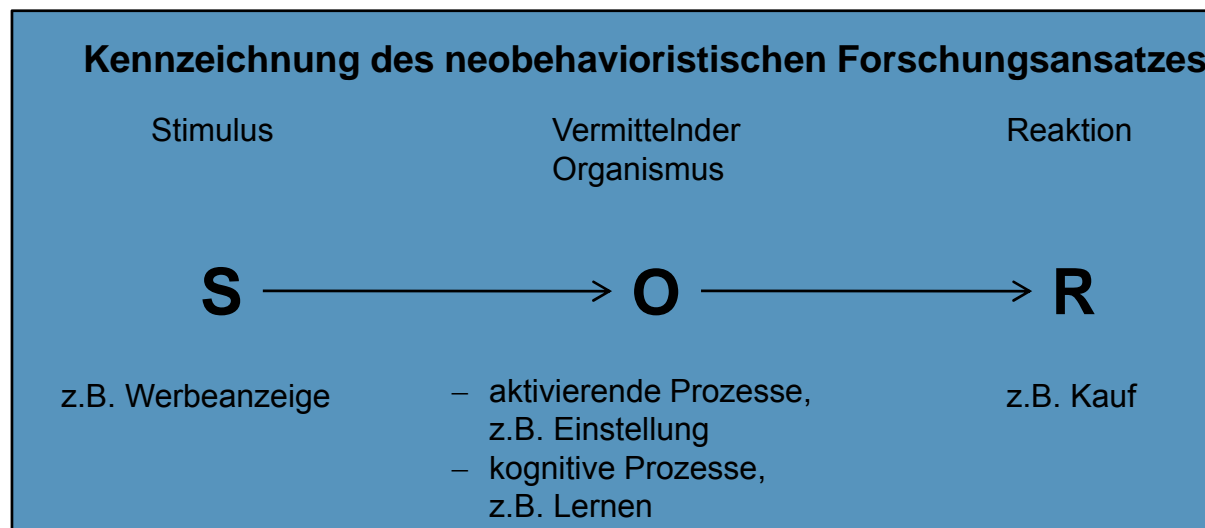 Kennzeichnung des neobehavioristischen Forschungsansatzes
Stimulus
Vermittelnder
Organismus
Reaktion
S
O
R
z.B. Werbeanzeige
– aktivierende Prozesse,
z.B. Einstellung
– kognitive Prozesse,
z.B. Lernen
z.B. Kauf